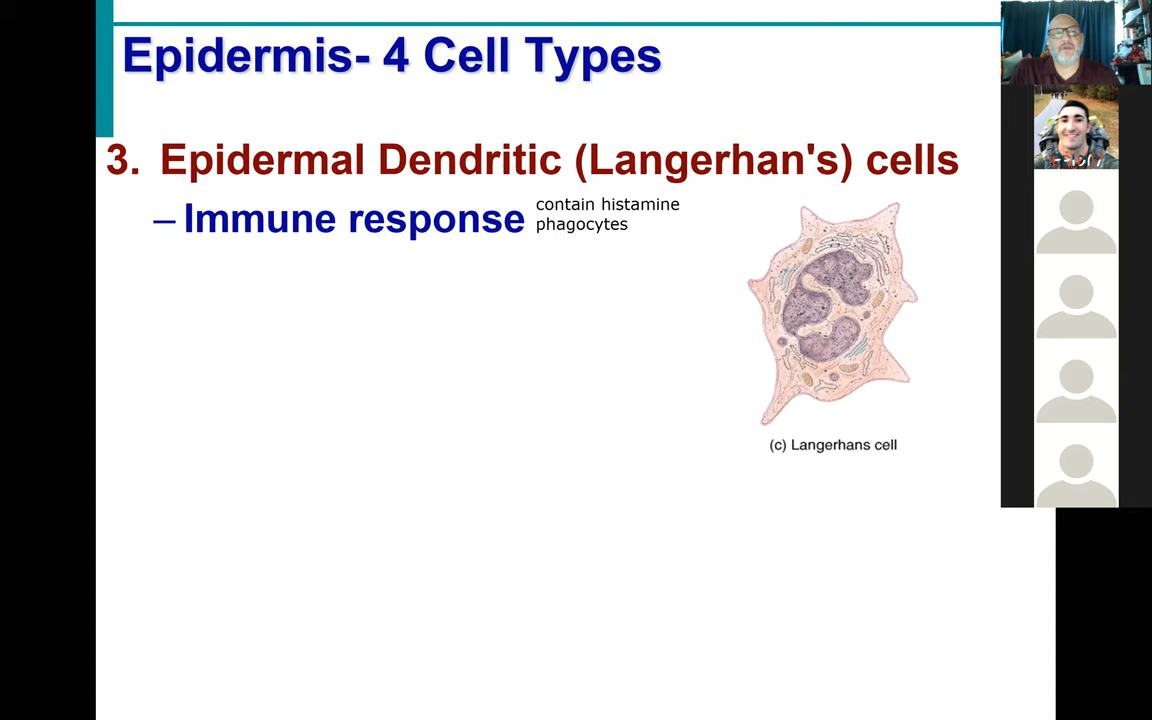 Epidermis- 4 Cell Types
3. Epidermal Dendritic (Langerhan's) cells
– Immune response
contain histamine
phagocytes
(c) Langerhans cell